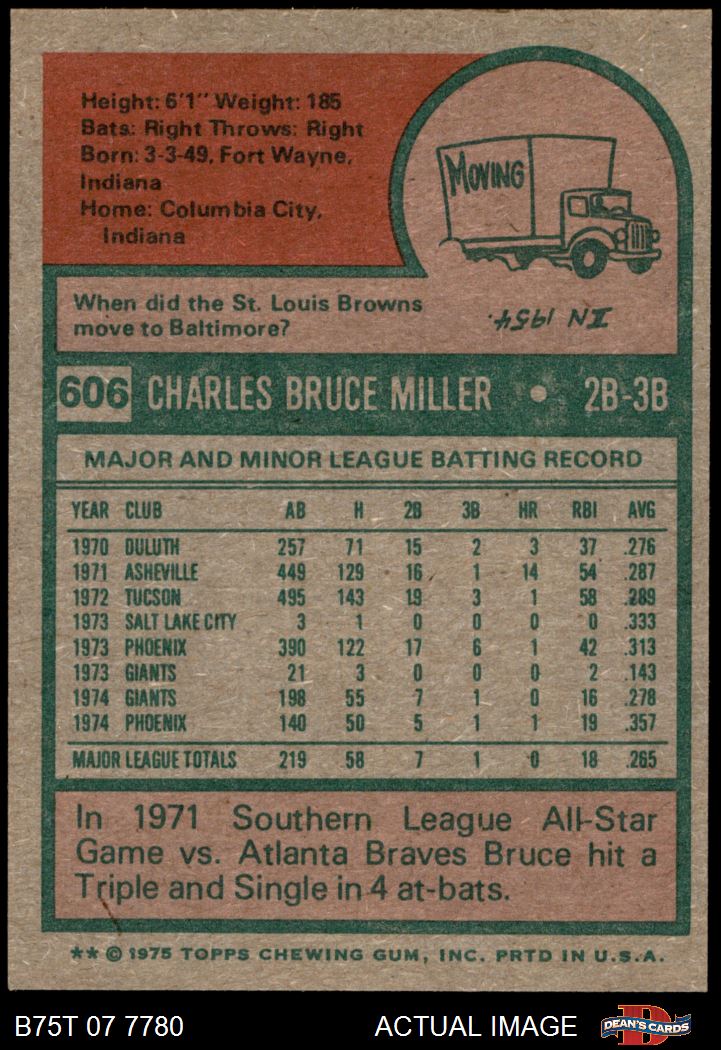 Height: 6'1" Weight: 185
Bats: Right Throws: Right
Born: 3-3-49, Fort Wayne,
Indiana
Home: Columbia City,
Indiana
MOVING
When did the St. Louis Browns
move to Baltimore?
IN 1954.
606 CHARLES BRUCE MILLER • 2B-3B
MAJOR AND MINOR LEAGUE BATTING RECORD
YEAR CLUB AB H 2B 3B HR RBI AVG
1970 DULUTH 257 71 15 2 3 37 .276
1971 ASHEVILLE 449 129 16 1 14 54 .287
1972 TUCSON 495 143 19 3 1 58 .289
1973 SALT LAKE CITY 3 1 0 0 0 0 .333
1973 PHOENIX 390 122 17 6 1 42 .313
1973 GIANTS 21 3 0 0 0 2 .143
1974 GIANTS 198 55 7 1 0 16 .278
1974 PHOENIX 140 50 5 1 1 19 .357
MAJOR LEAGUE TOTALS 219 58 7 1 0 18 .265
In 1971 Southern League All-Star
Game vs. Atlanta Braves Bruce hit a
Triple and Single in 4 at-bats.
** © 1975 TOPPS CHEWING GUM, INC. PRTD IN U.S.A.
B75T 07 7780 ACTUAL IMAGE DEAN'S CARDS